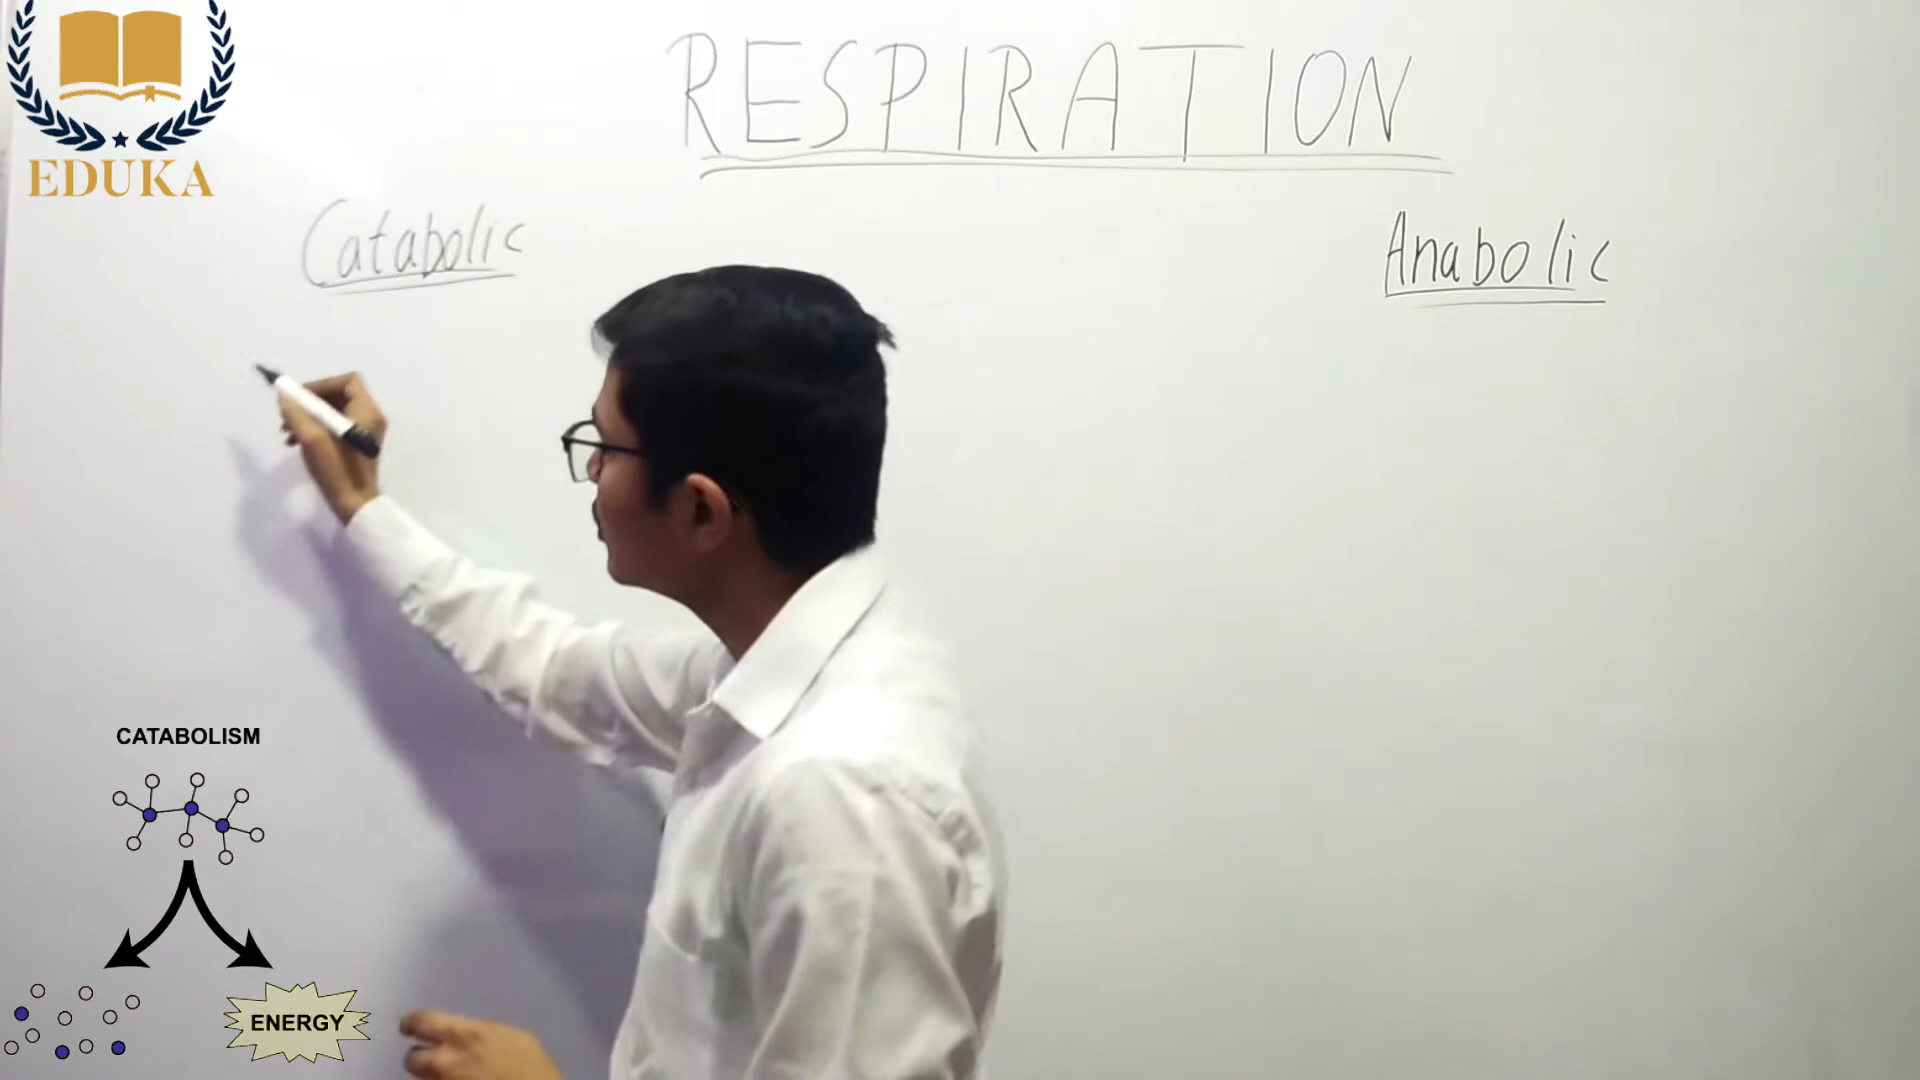 EDUKA
RESPIRATION
Catabolic
Anabolic
CATABOLISM
ENERGY